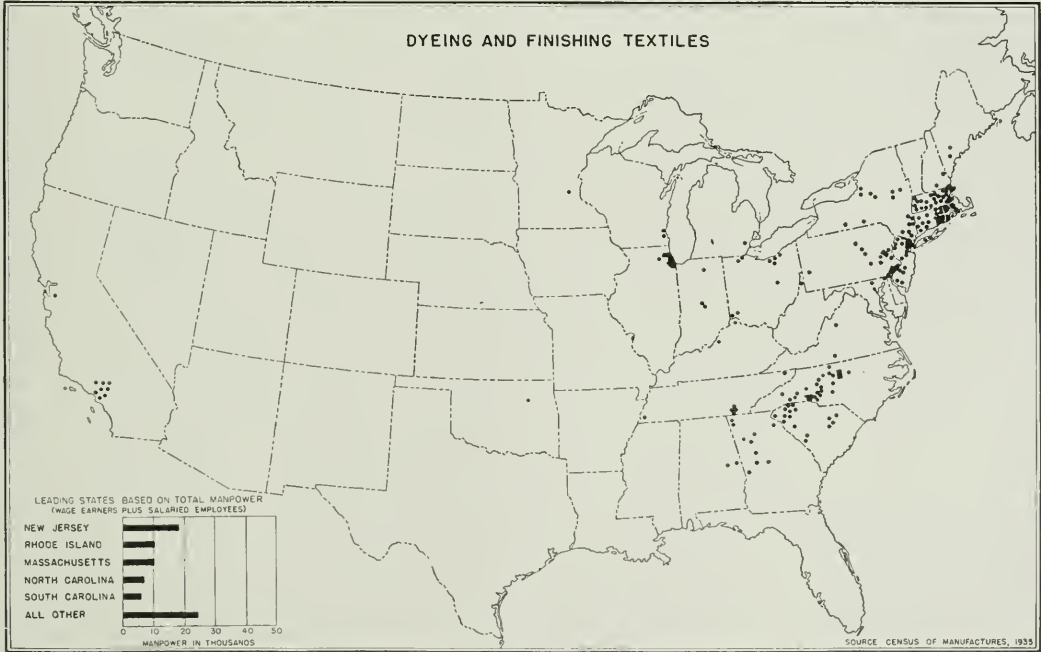 DYEING AND FINISHING TEXTILES
LEADING STATES BASED ON TOTAL MANPOWER
(WAGE EARNERS PLUS SALARIED EMPLOYEES)
NEW JERSEY
RHODE ISLAND
MASSACHUSETTS
NORTH CAROLINA
SOUTH CAROLINA
ALL OTHER
0 10 20 30 40 50
MANPOWER IN THOUSANDS
SOURCE CENSUS OF MANUFACTURES, 1935